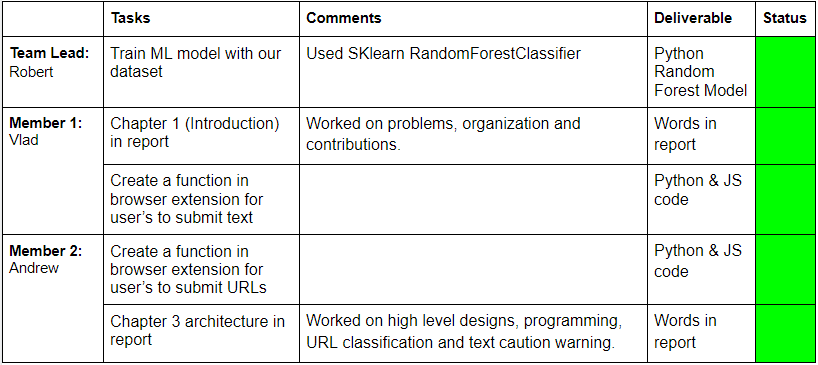 Tasks Comments Deliverable Status
Team Lead:
Robert
Train ML model with our
dataset
Used SKlearn RandomForestClassifier
Python
Random
Forest Model
Member 1:
Vlad
Chapter 1 (Introduction)
in report
Worked on problems, organization and
contributions.
Words in
report
Create a function in
browser extension for
user's to submit text
Python & JS
code
Member 2:
Andrew
Create a function in
browser extension for
user's to submit URLs
Python & JS
code
Chapter 3 architecture in
report
Worked on high level designs, programming,
URL classification and text caution warning.
Words in
report